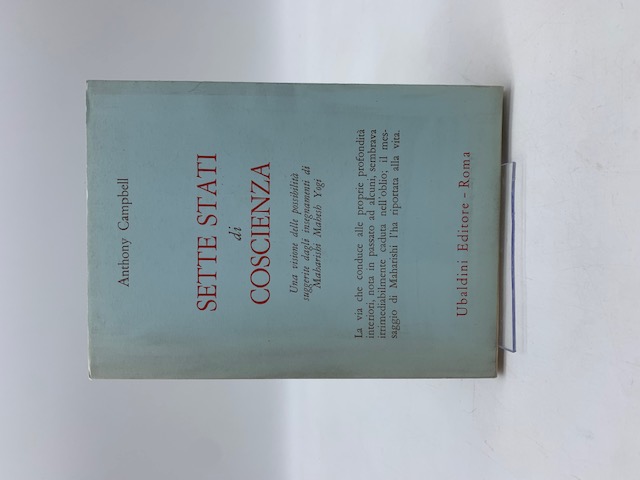 Anthony Campbell
SETTE STATI
di
COSCIENZA
Una visione delle possibilità
suggerite dagli insegnamenti di
Maharishi Mahesh Yogi
La via che conduce alle proprie profondità
interiori, nota in passato ad alcuni, sembrava
irrimediabilmente caduta nell'oblio; il mes-
saggio di Maharishi l'ha riportata alla vita.
Ubaldini Editore - Roma